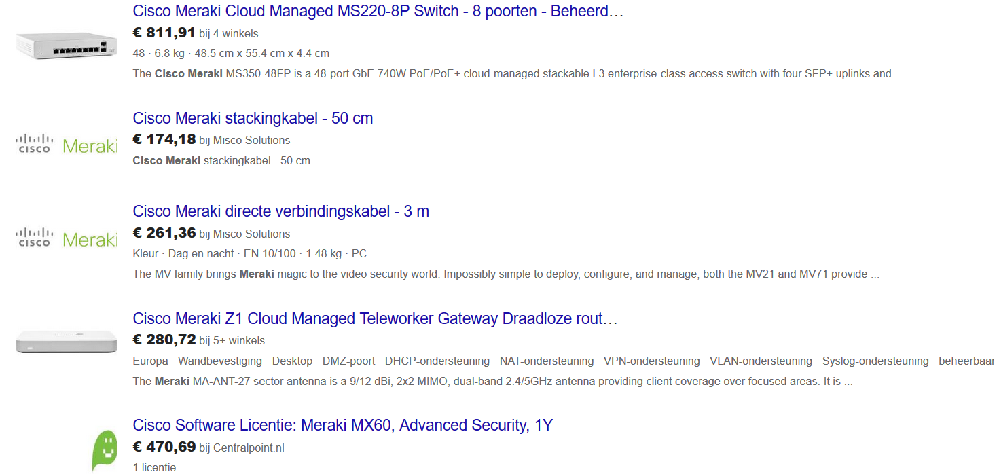 Cisco Meraki Cloud Managed MS220-8P Switch - 8 poorten - Beheerd…
€ 811,91 bij 4 winkels
48 · 6.8 kg · 48.5 cm x 55.4 cm x 4.4 cm
The Cisco Meraki MS350-48FP is a 48-port GbE 740W PoE/PoE+ cloud-managed stackable L3 enterprise-class access switch with four SFP+ uplinks and ...
Cisco Meraki stackingkabel - 50 cm
€ 174,18 bij Misco Solutions
CISCO Meraki
Cisco Meraki stackingkabel - 50 cm
Cisco Meraki directe verbindingskabel - 3 m
€ 261,36 bij Misco Solutions
CISCO Meraki
Kleur · Dag en nacht · EN 10/100 · 1.48 kg · PC
The MV family brings Meraki magic to the video security world. Impossibly simple to deploy, configure, and manage, both the MV21 and MV71 provide ...
Cisco Meraki Z1 Cloud Managed Teleworker Gateway Draadloze rout…
€ 280,72 bij 5+ winkels
Europa · Wandbevestiging · Desktop · DMZ-poort · DHCP-ondersteuning · NAT-ondersteuning · VPN-ondersteuning · VLAN-ondersteuning · Syslog-ondersteuning · beheerbaar
The Meraki MA-ANT-27 sector antenna is a 9/12 dBi, 2x2 MIMO, dual-band 2.4/5GHz antenna providing client coverage over focused areas. It is ...
Cisco Software Licentie: Meraki MX60, Advanced Security, 1Y
€ 470,69 bij Centralpoint.nl
1 licentie